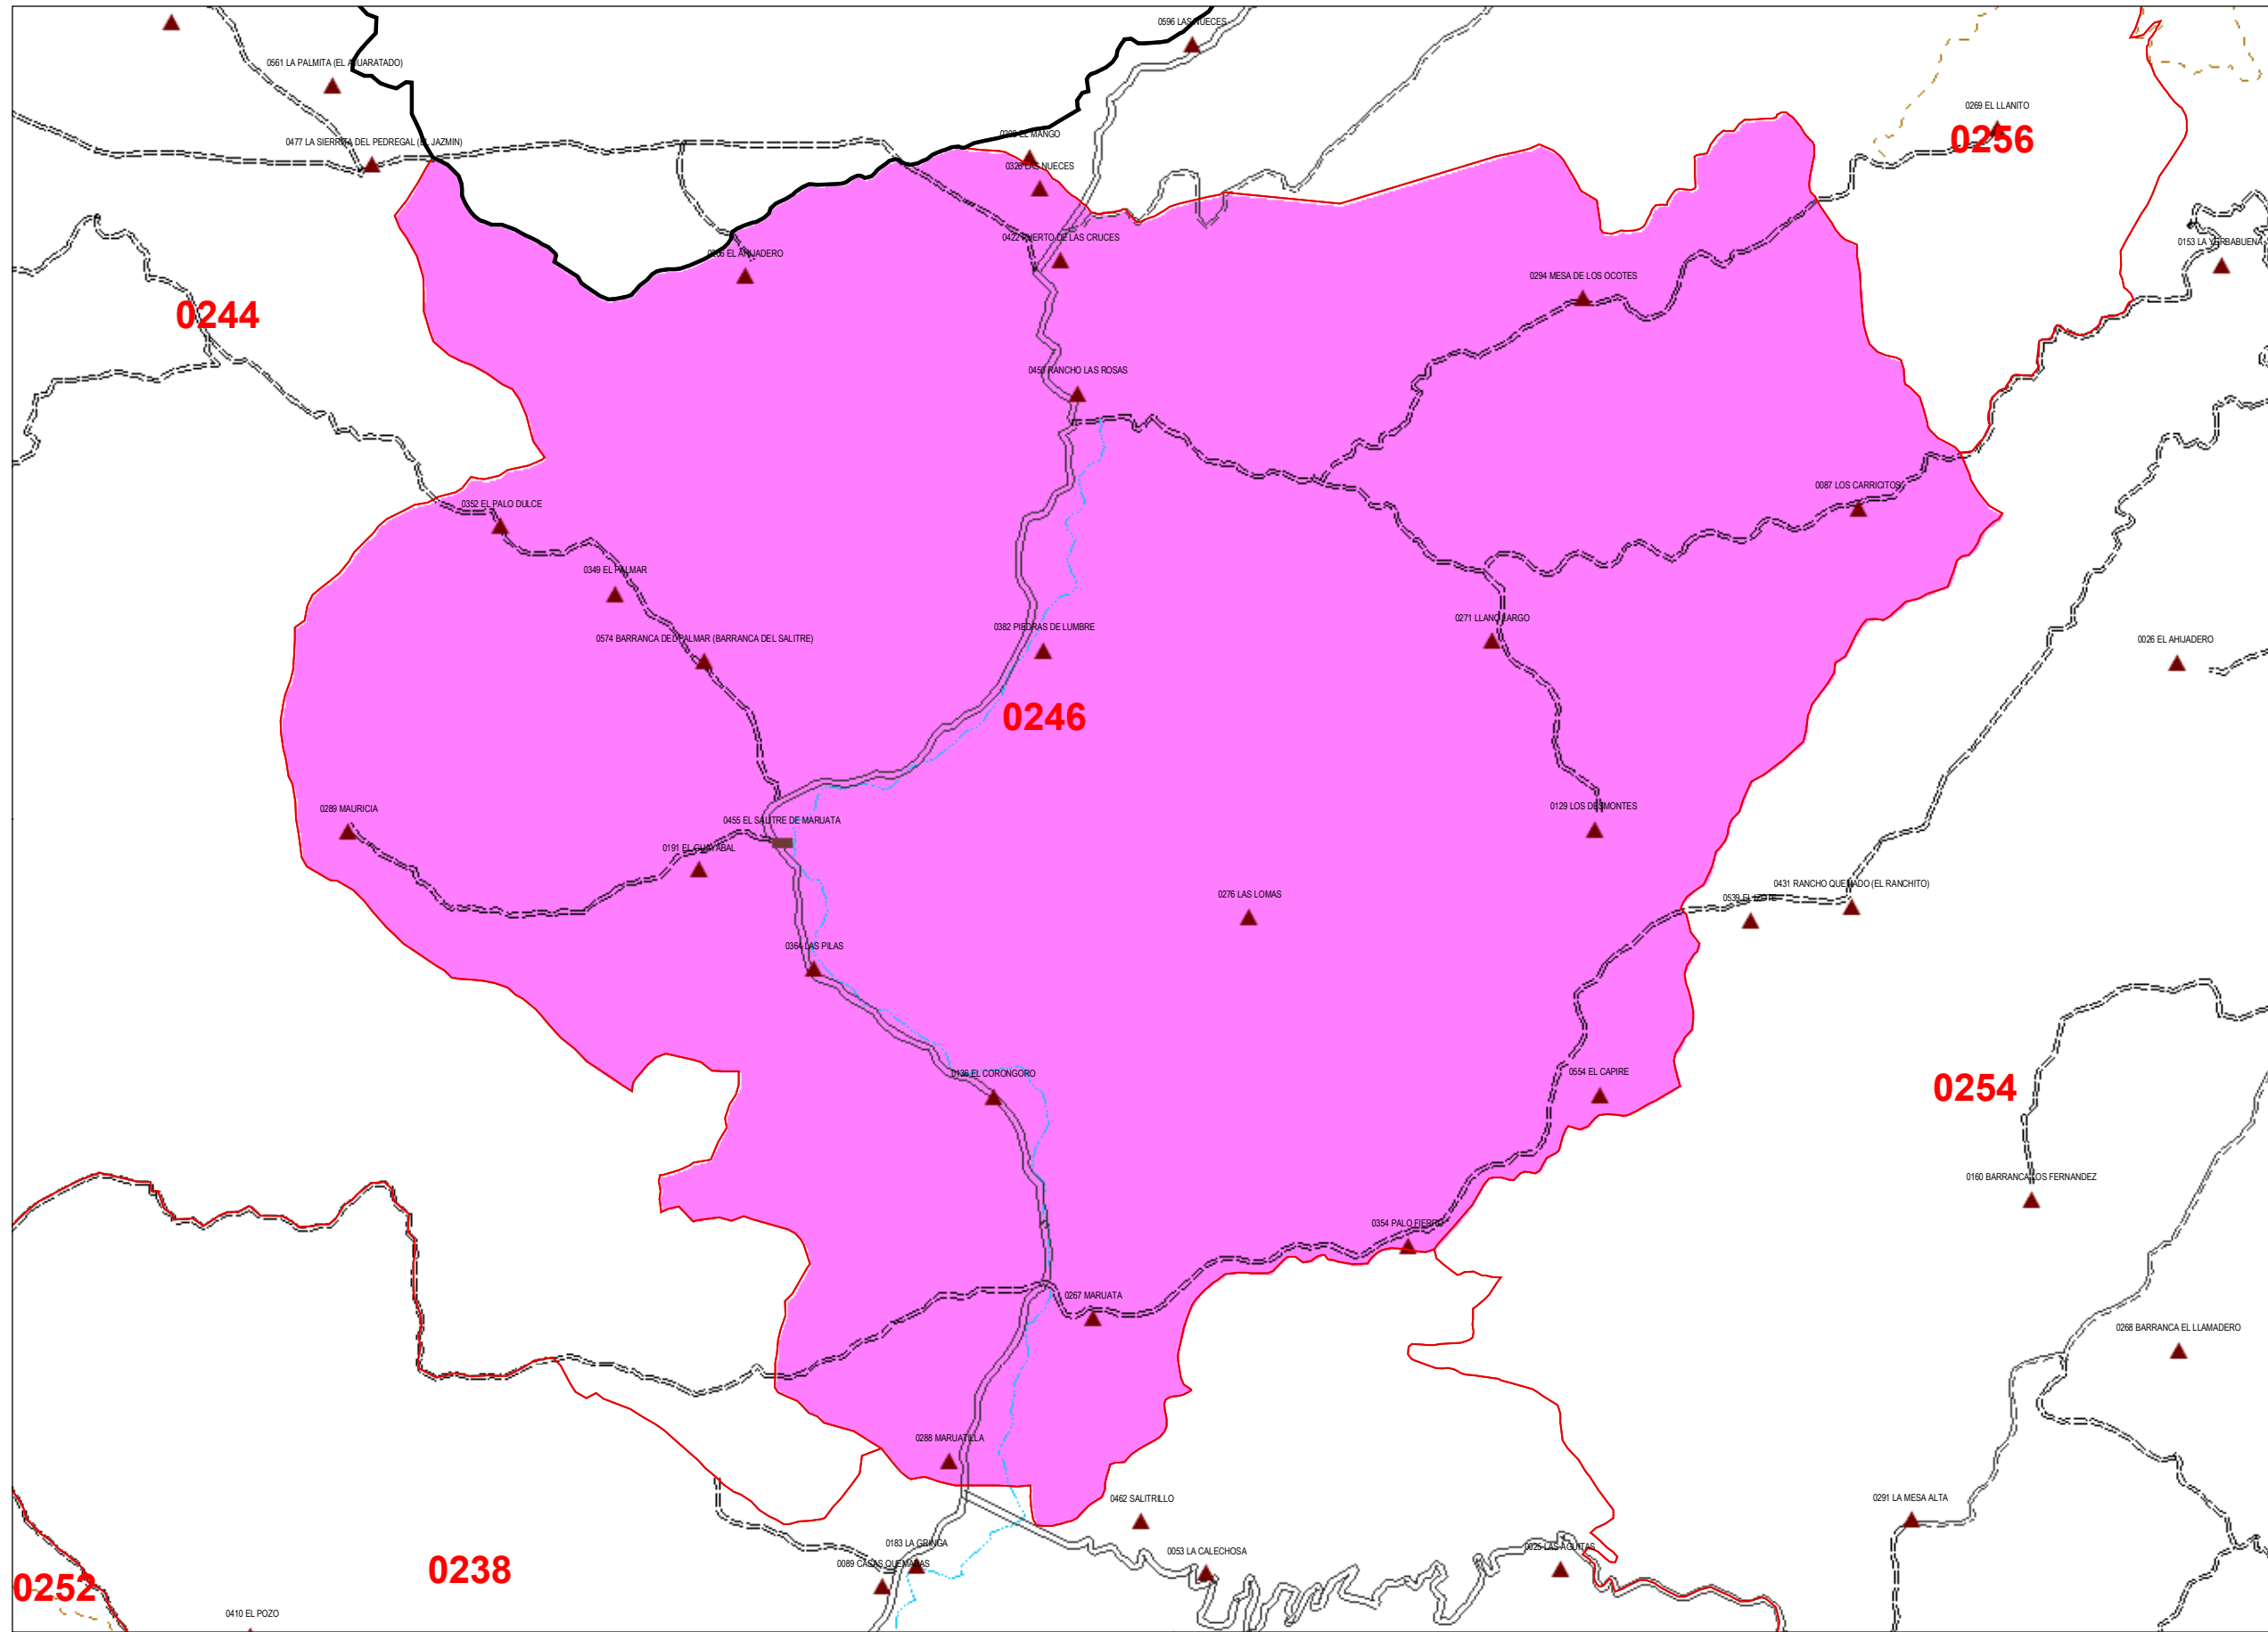 0596 LAS NUECES
0561 LA PALMITA (EL AJUARATADO)
0269 EL LLANITO
0256
EL MANGO
0477 LA SIERRITA DEL PEDREGAL (EL JAZMIN)
0326 LAS NUECES
0422 PUERTO DE LAS CRUCES
0153 LA YERBABUENA
EL AHIJADERO
0294 MESA DE LOS OCOTES
0244
0450 RANCHO LAS ROSAS
0087 LOS CARRICITOS
0352 EL PALO DULCE
0349 EL PALMAR
0271 LLANO LARGO
0382 PIEDRAS DE LUMBRE
0574 BARRANCA DEL PALMAR (BARRANCA DEL SALITRE)
0026 EL AHIJADERO
0246
0289 MAURICIA
0129 LOS DESMONTES
0455 EL SALITRE DE MARUATA
0191 EL GUAYABAL
0431 RANCHO QUEMADO (EL RANCHITO)
0276 LAS LOMAS
0539 EL IZOTE
0364 LAS PILAS
0136 EL CORONGORO
0554 EL CAPIRE
0254
0160 BARRANCA LOS FERNANDEZ
0354 PALO FIERRO
0267 MARUATA
0268 BARRANCA EL LLAMADERO
0288 MARUATILLA
0462 SALITRILLO
0291 LA MESA ALTA
0183 LA GRINGA
0025 LAS AGUITAS
0053 LA CALECHOSA
0089 CASAS QUEMADAS
0238
0252
0410 EL POZO